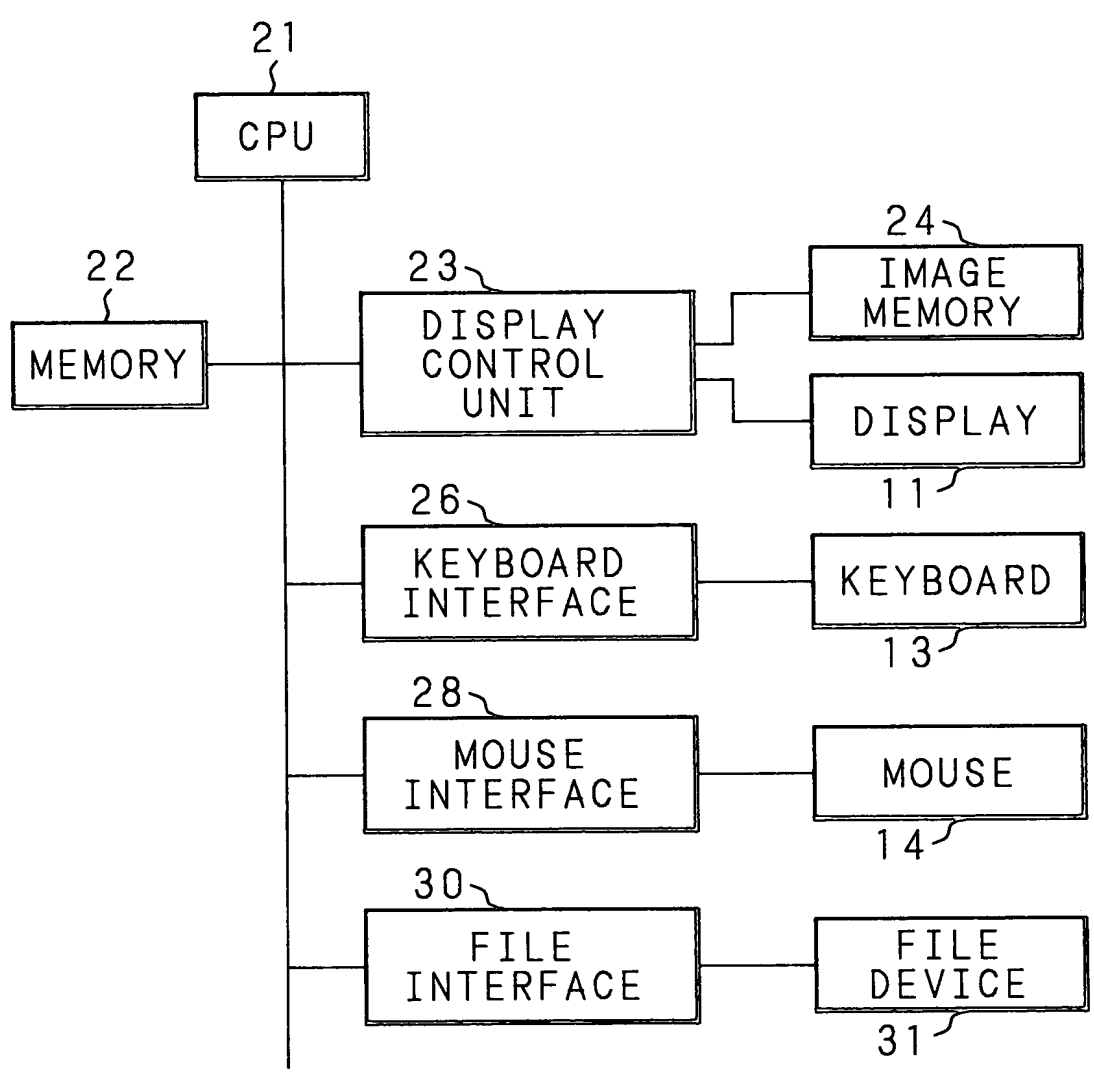 21
CPU
22
MEMORY
23
DISPLAY
CONTROL
UNIT
24
IMAGE
MEMORY
DISPLAY
11
26
KEYBOARD
INTERFACE
KEYBOARD
13
28
MOUSE
INTERFACE
MOUSE
14
30
FILE
INTERFACE
FILE
DEVICE
31